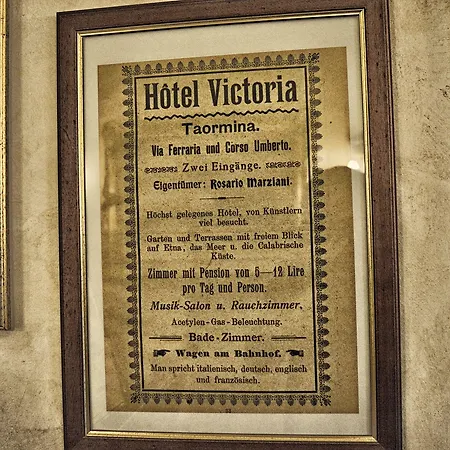 Hôtel Victoria
Taormina.
Via Ferraria und Corso Umberto.
Zwei Eingänge.
Eigentümer: Rosario Marziani.
Höchst gelegenes Hôtel, von Künstlern
viel besucht.
Garten und Terrassen mit freiem Blick
auf Etna, das Meer u. die Calabrische
Küste.
Zimmer mit Pension von 6—12 Lire
pro Tag und Person.
Musik-Salon u. Rauchzimmer.
Acetylen-Gas-Beleuchtung.
Bade-Zimmer.
Wagen am Bahnhof.
Man spricht italienisch, deutsch, englisch
und französisch.